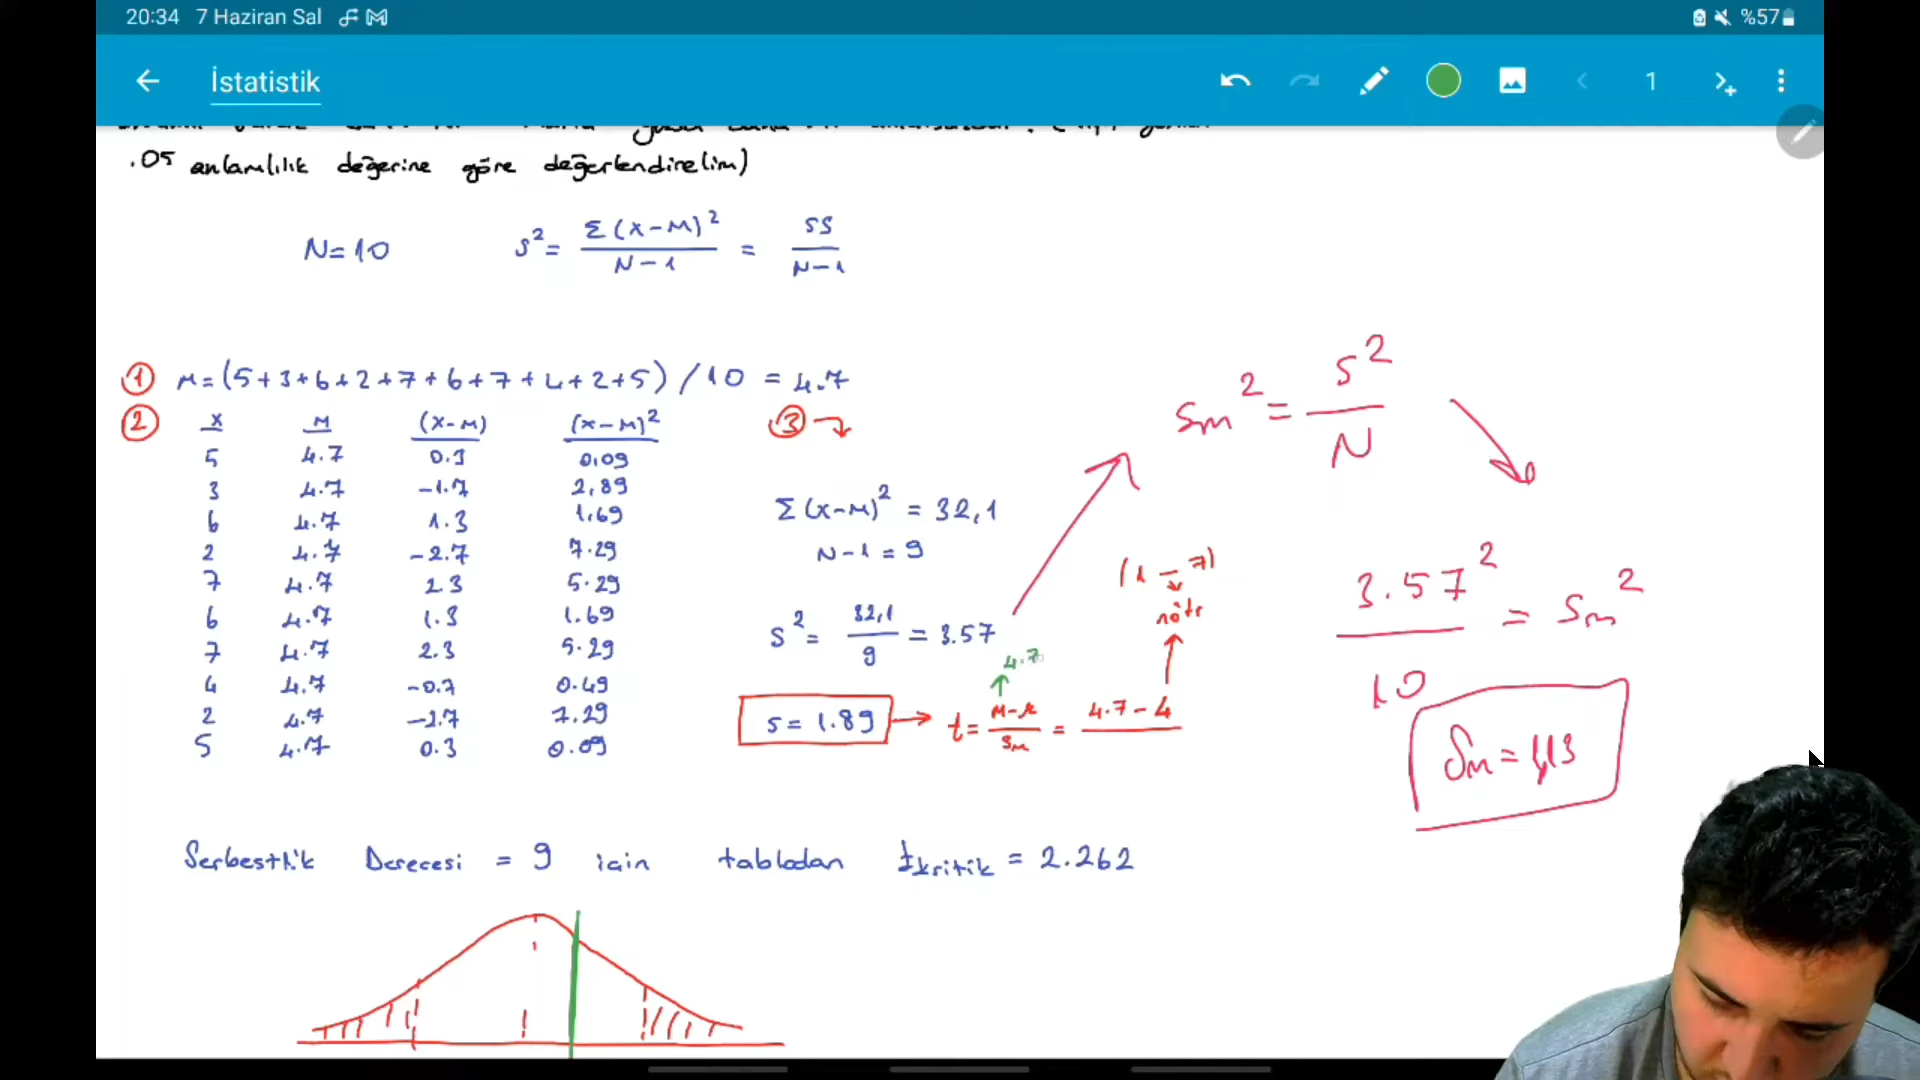 20:34 7 Haziran Sal %57
İstatistik 1
.05 anlamlılık değerine göre değerlendirelim)
N=10 s² = Σ(x-M)² / N-1 = SS / N-1
① M=(5+3+6+2+7+6+7+4+2+5)/10 = 4.7
② X M (X-M) (X-M)²
5 4.7 0.3 0,09
3 4.7 -1.7 2,89
6 4.7 1.3 1.69
2 4.7 -2.7 7.29
7 4.7 2.3 5.29
6 4.7 1.3 1.69
7 4.7 2.3 5.29
4 4.7 -0.7 0.49
2 4.7 -2.7 7.29
5 4.7 0.3 0.09
③
Σ(x-M)² = 32,1
N-1 = 9
s² = 32,1 / 9 = 3.57
s = 1.89
4.7
t = M-µ / SM = 4.7-4
(1 - 7)
nötr
Sm² = s² / N
3.57² / 10 = Sm²
Sm = 1,13
Serbestlik Derecesi = 9 için tablodan tkritik = 2.262